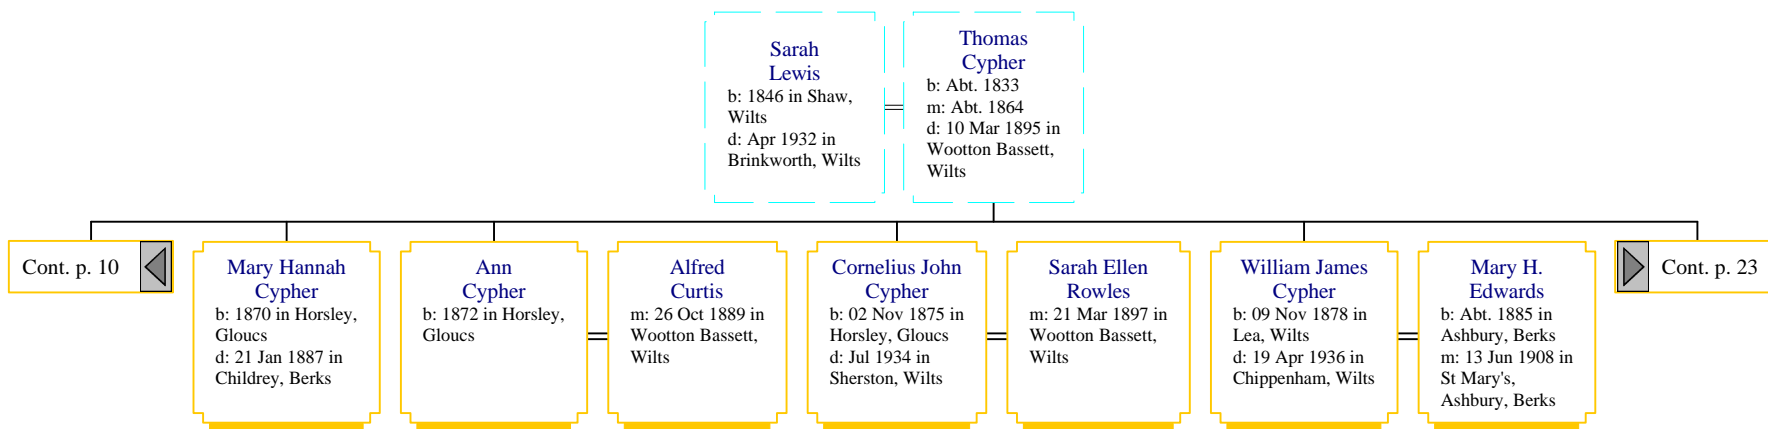 Sarah
Lewis
b: 1846 in Shaw,
Wilts
d: Apr 1932 in
Brinkworth, Wilts
Thomas
Cypher
b: Abt. 1833
m: Abt. 1864
d: 10 Mar 1895 in
Wootton Bassett,
Wilts
Cont. p. 10
Mary Hannah
Cypher
b: 1870 in Horsley,
Gloucs
d: 21 Jan 1887 in
Childrey, Berks
Ann
Cypher
b: 1872 in Horsley,
Gloucs
Alfred
Curtis
m: 26 Oct 1889 in
Wootton Bassett,
Wilts
Cornelius John
Cypher
b: 02 Nov 1875 in
Horsley, Gloucs
d: Jul 1934 in
Sherston, Wilts
Sarah Ellen
Rowles
m: 21 Mar 1897 in
Wootton Bassett,
Wilts
William James
Cypher
b: 09 Nov 1878 in
Lea, Wilts
d: 19 Apr 1936 in
Chippenham, Wilts
Mary H.
Edwards
b: Abt. 1885 in
Ashbury, Berks
m: 13 Jun 1908 in
St Mary's,
Ashbury, Berks
Cont. p. 23